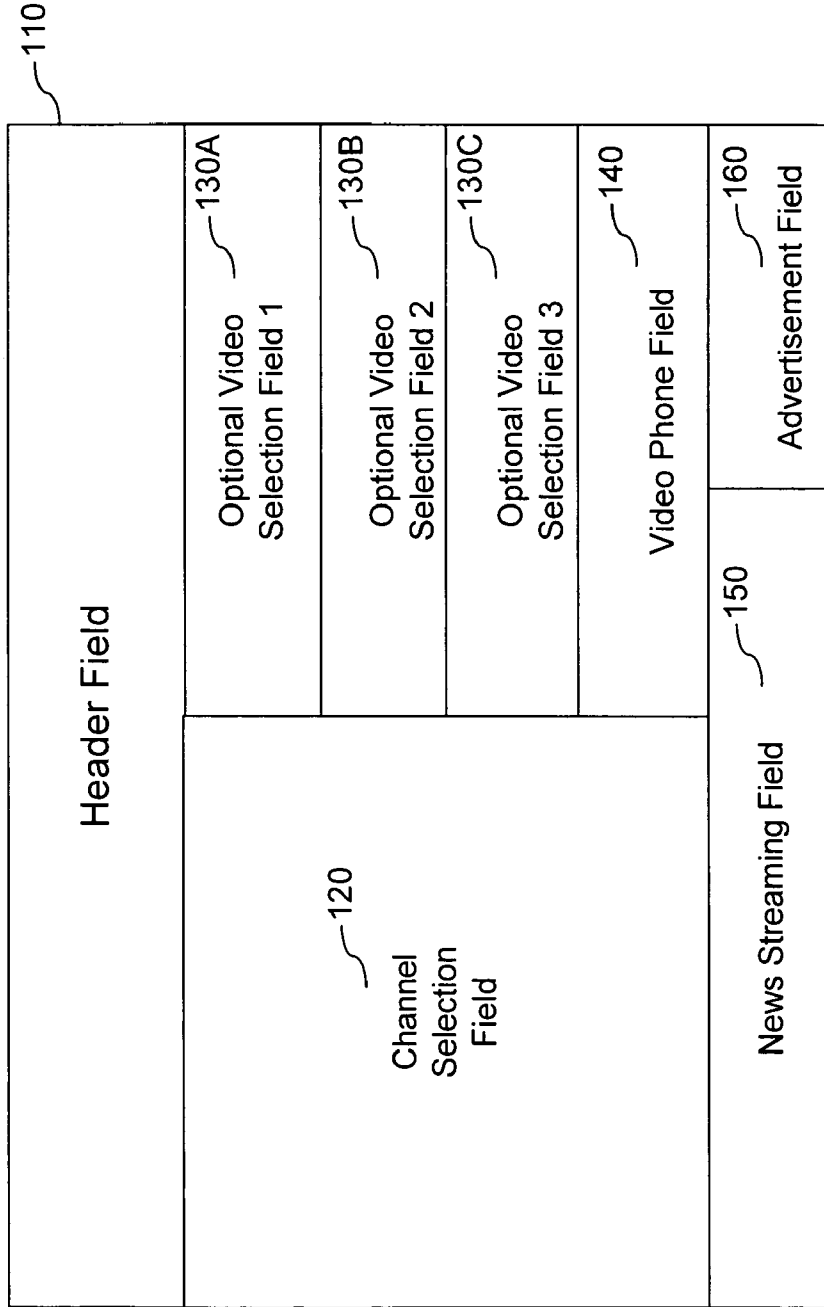 110
Header Field
130A
Optional Video
Selection Field 1
130B
Optional Video
Selection Field 2
130C
Optional Video
Selection Field 3
140
Video Phone Field
120
Channel
Selection
Field
150
News Streaming Field
160
Advertisement Field